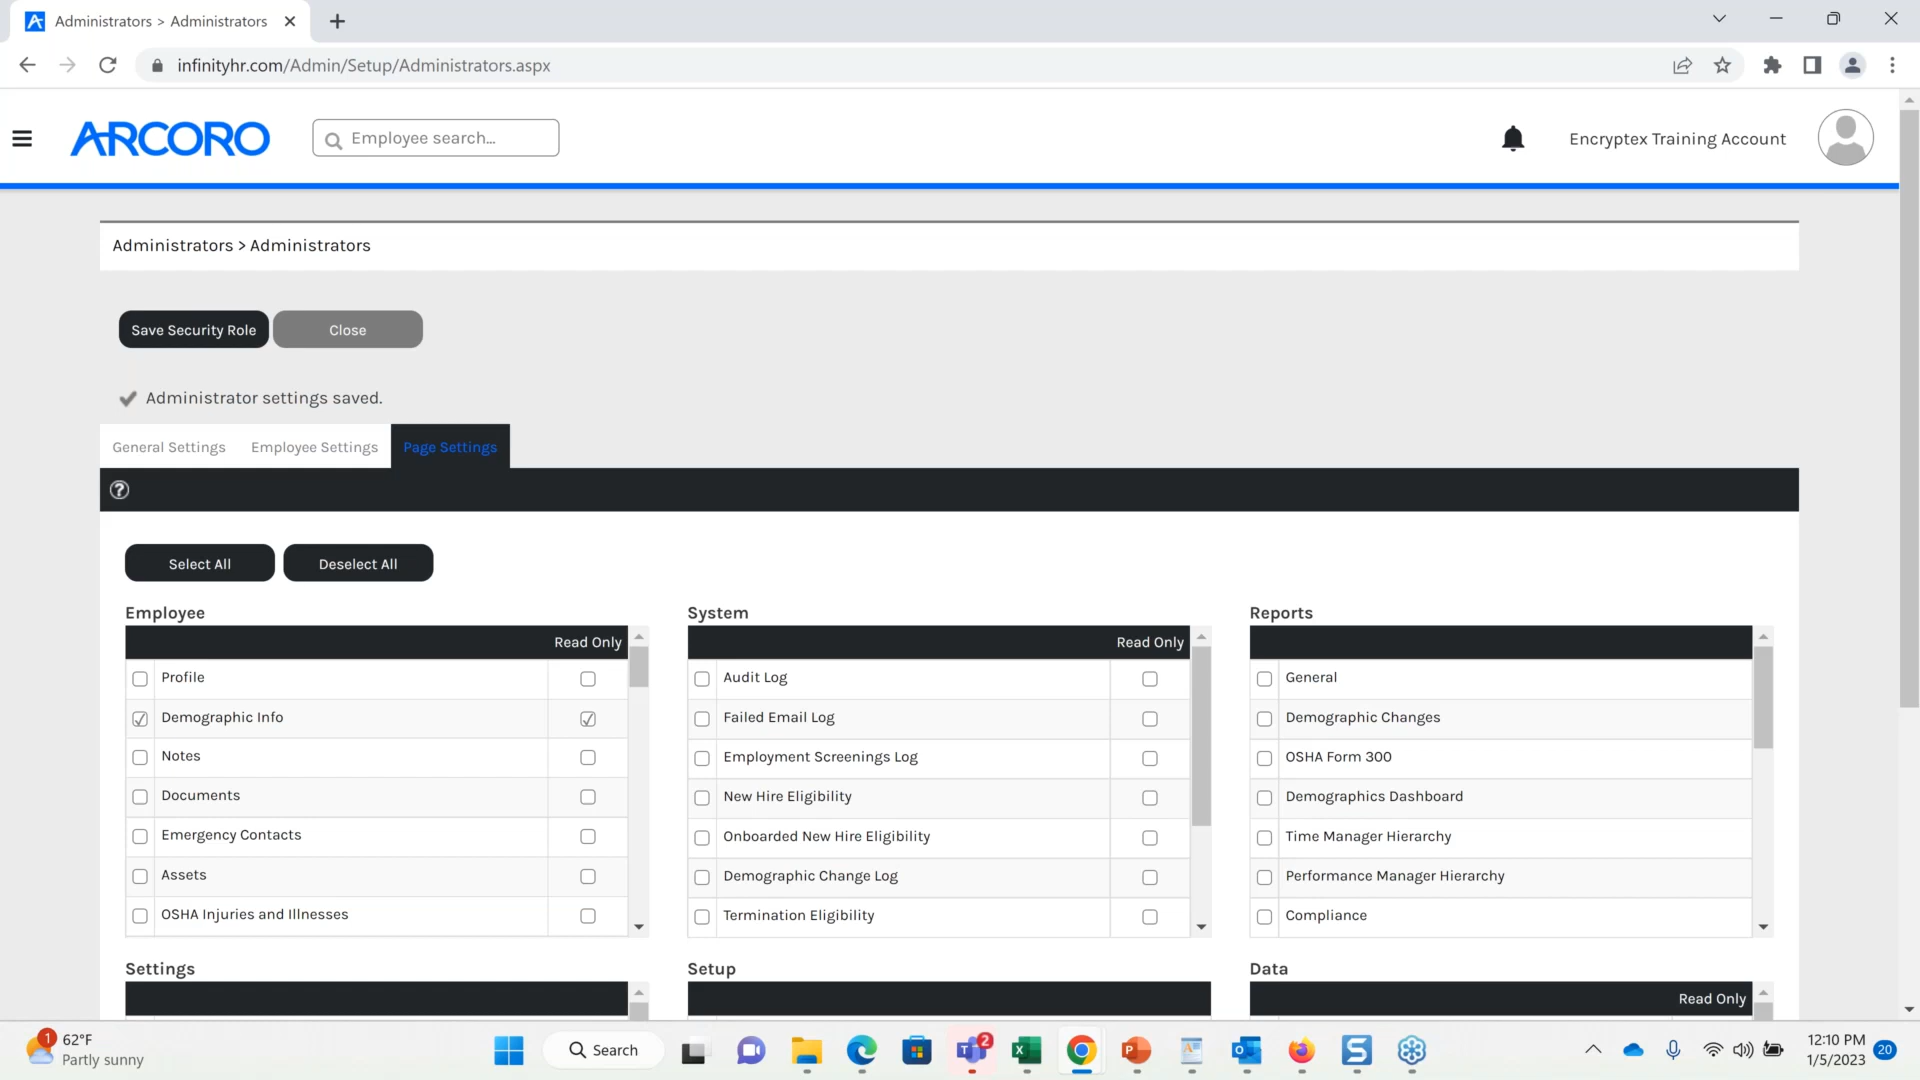 Administrators > Administrators
infinityhr.com/Admin/Setup/Administrators.aspx
ARCORO
Employee search...
Encryptex Training Account
Administrators > Administrators
Save Security Role
Close
Administrator settings saved.
General Settings
Employee Settings
Page Settings
?
Select All
Deselect All
Employee
Read Only
Profile
Demographic Info
Notes
Documents
Emergency Contacts
Assets
OSHA Injuries and Illnesses
System
Read Only
Audit Log
Failed Email Log
Employment Screenings Log
New Hire Eligibility
Onboarded New Hire Eligibility
Demographic Change Log
Termination Eligibility
Reports
General
Demographic Changes
OSHA Form 300
Demographics Dashboard
Time Manager Hierarchy
Performance Manager Hierarchy
Compliance
Settings
Setup
Data
Read Only
1
62°F
Partly sunny
Search
2
12:10 PM
1/5/2023
20